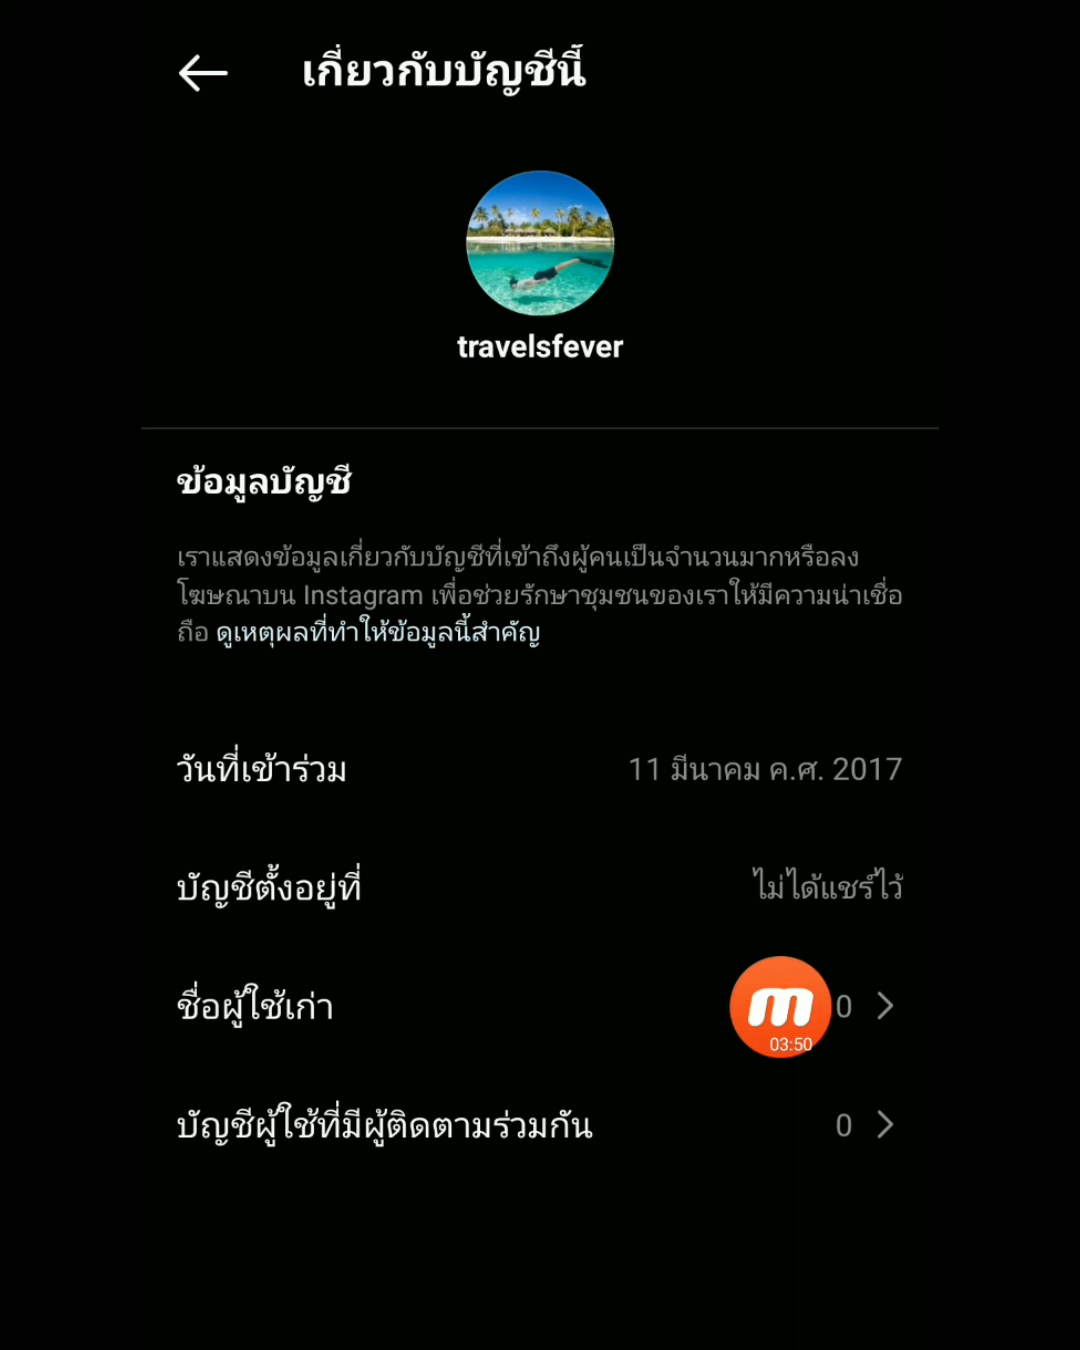 เกี่ยวกับบัญชีนี้
travelsfever
ข้อมูลบัญชี
เราแสดงข้อมูลเกี่ยวกับบัญชีที่เข้าถึงผู้คนเป็นจำนวนมากหรือลง
โฆษณาบน Instagram เพื่อช่วยรักษาชุมชนของเราให้มีความน่าเชื่อ
ถือ ดูเหตุผลที่ทำให้ข้อมูลนี้สำคัญ
วันที่เข้าร่วม 11 มีนาคม ค.ศ. 2017
บัญชีตั้งอยู่ที่ ไม่ได้แชร์ไว้
ชื่อผู้ใช้เก่า m 0
03:50
บัญชีผู้ใช้ที่มีผู้ติดตามร่วมกัน 0